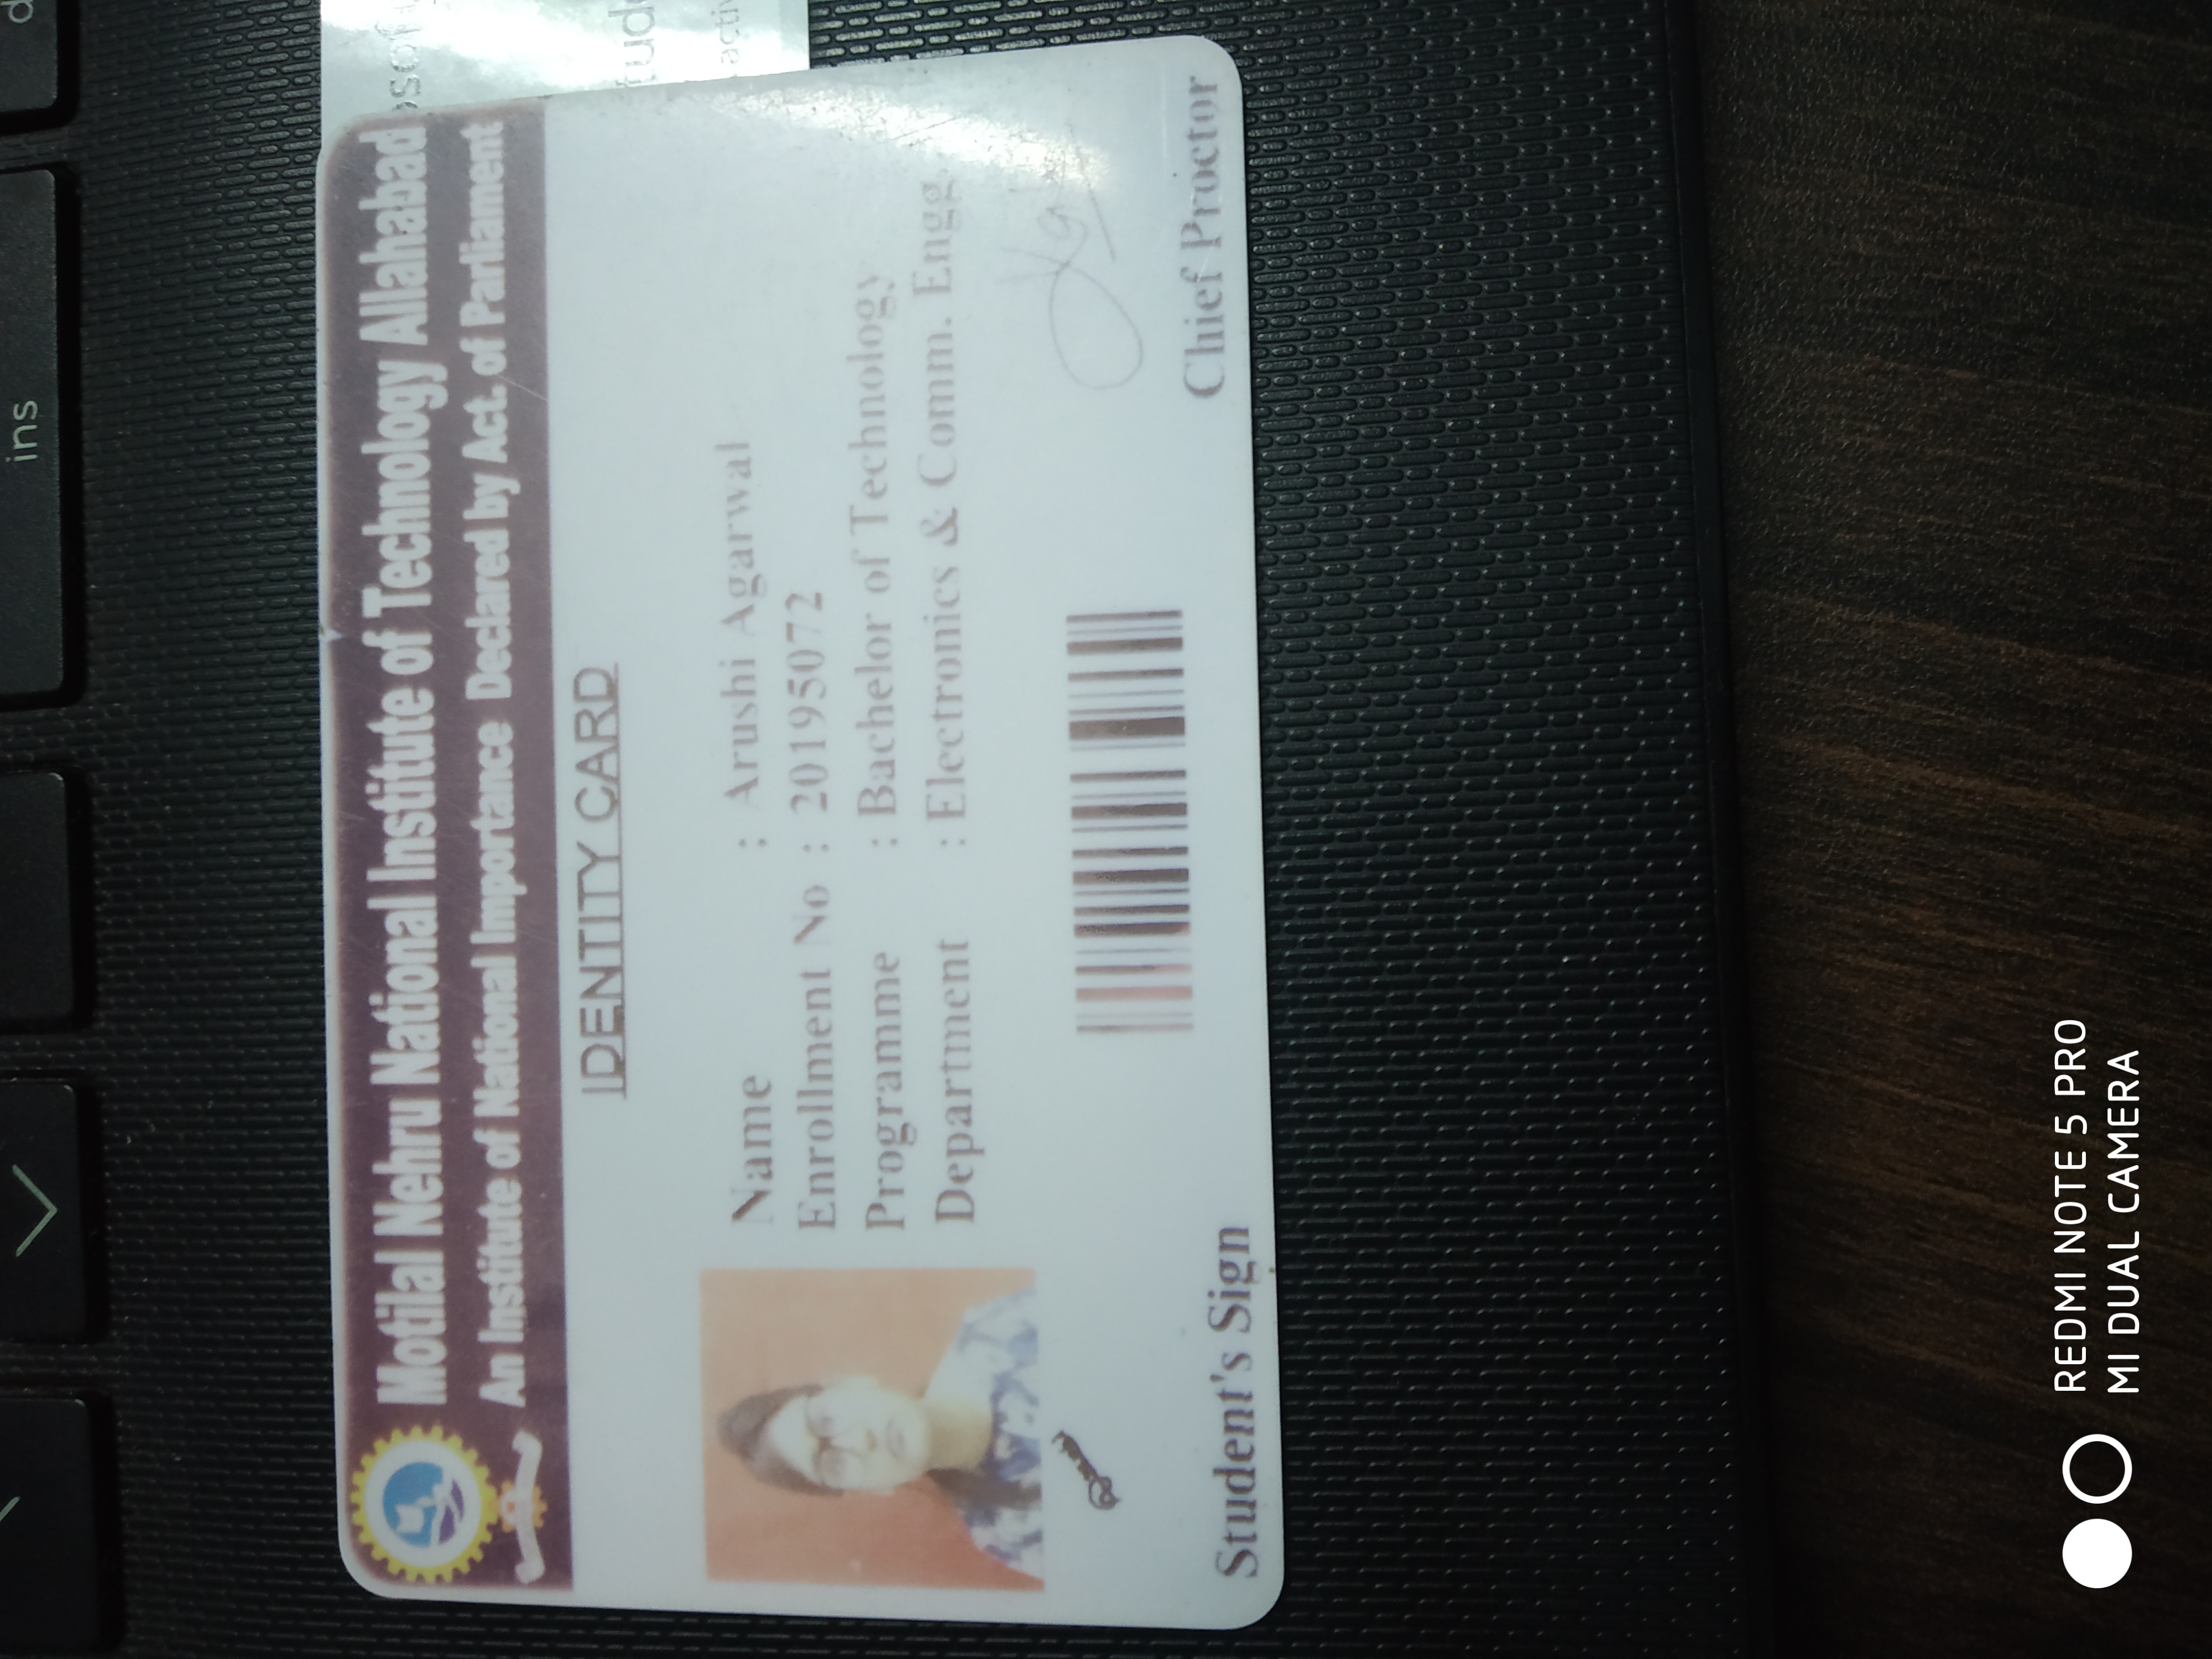 ins
Motilal Nehru National Institute of Technology Allahabad
An Institute of National Importance Declared by Act. of Parliament
IDENTITY CARD
Name : Arushi Agarwal
Enrollment No : 20195072
Programme : Bachelor of Technology
Department : Electronics & Comm. Engg.
Student's Sign
Chief Proctor
REDMI NOTE 5 PRO
MI DUAL CAMERA